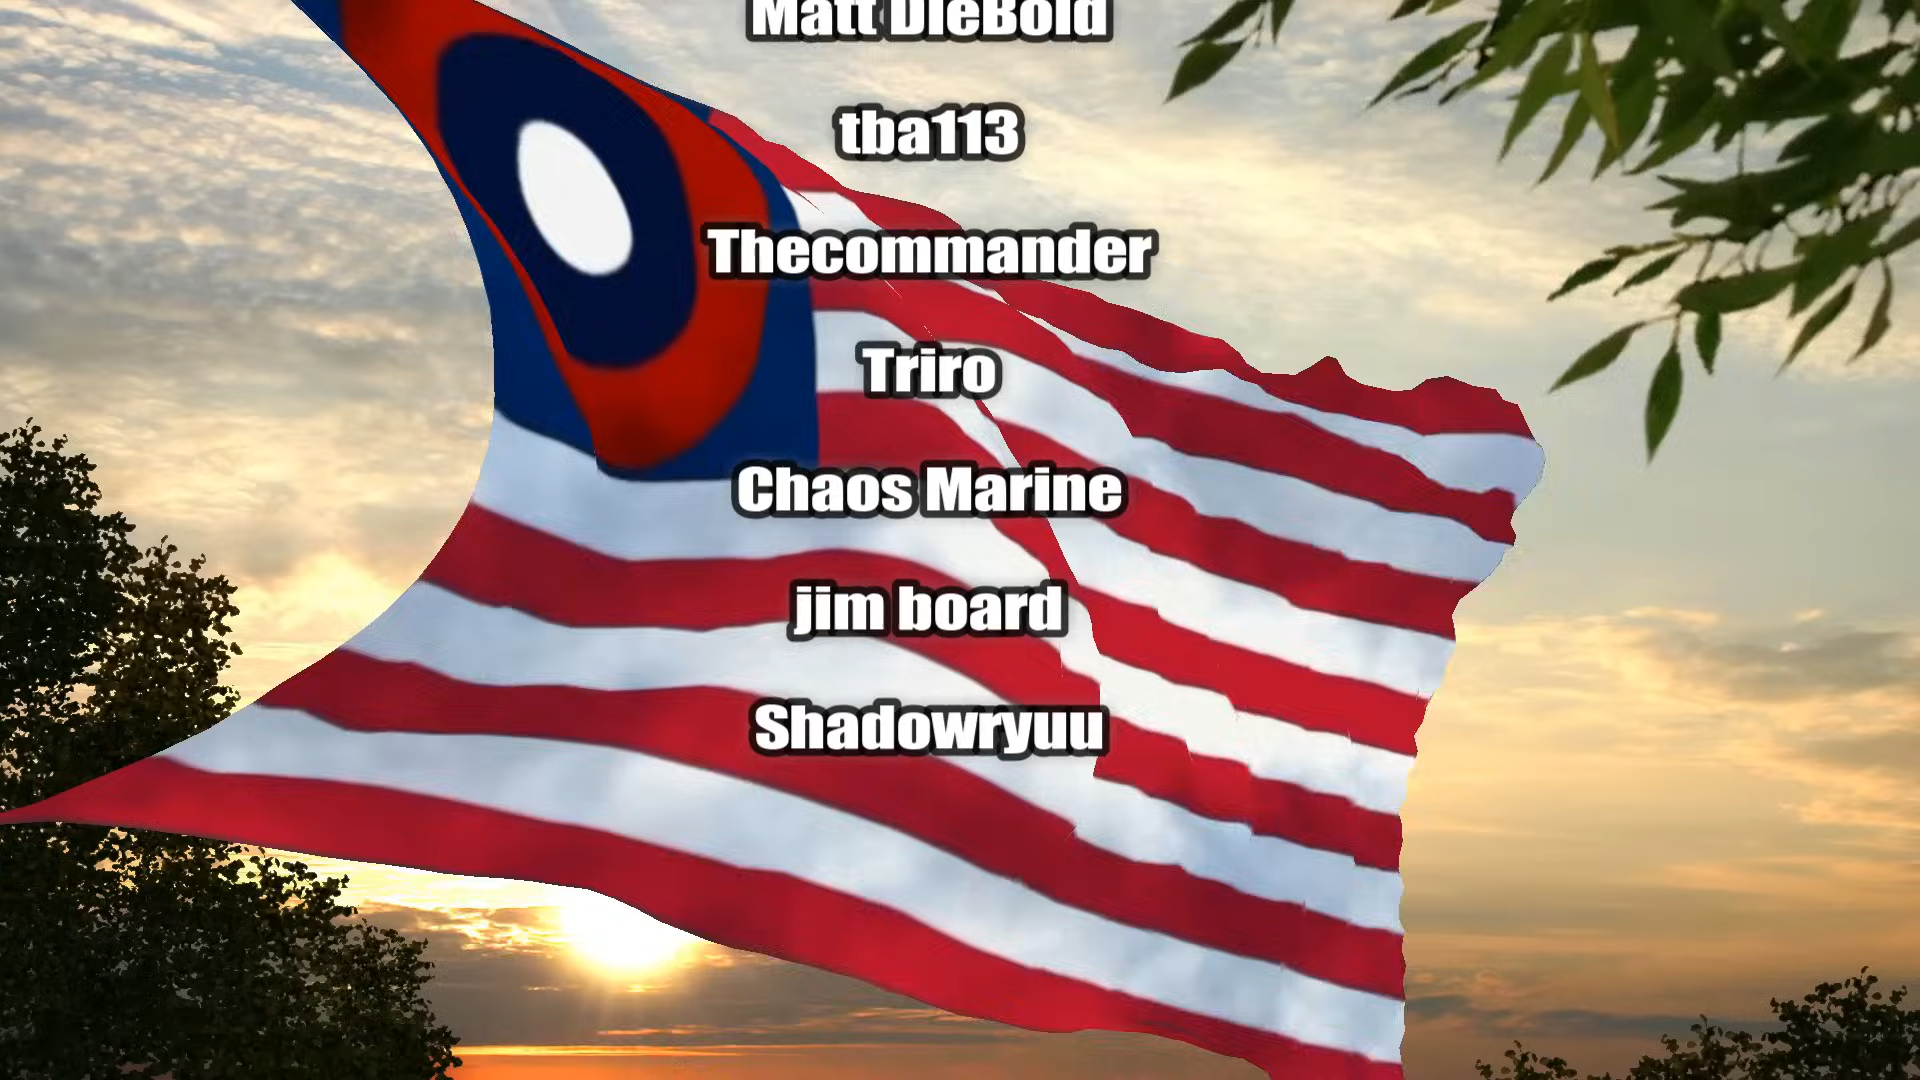 Matt DieBold
tba113
Thecommander
Triro
Chaos Marine
jim board
Shadowryuu